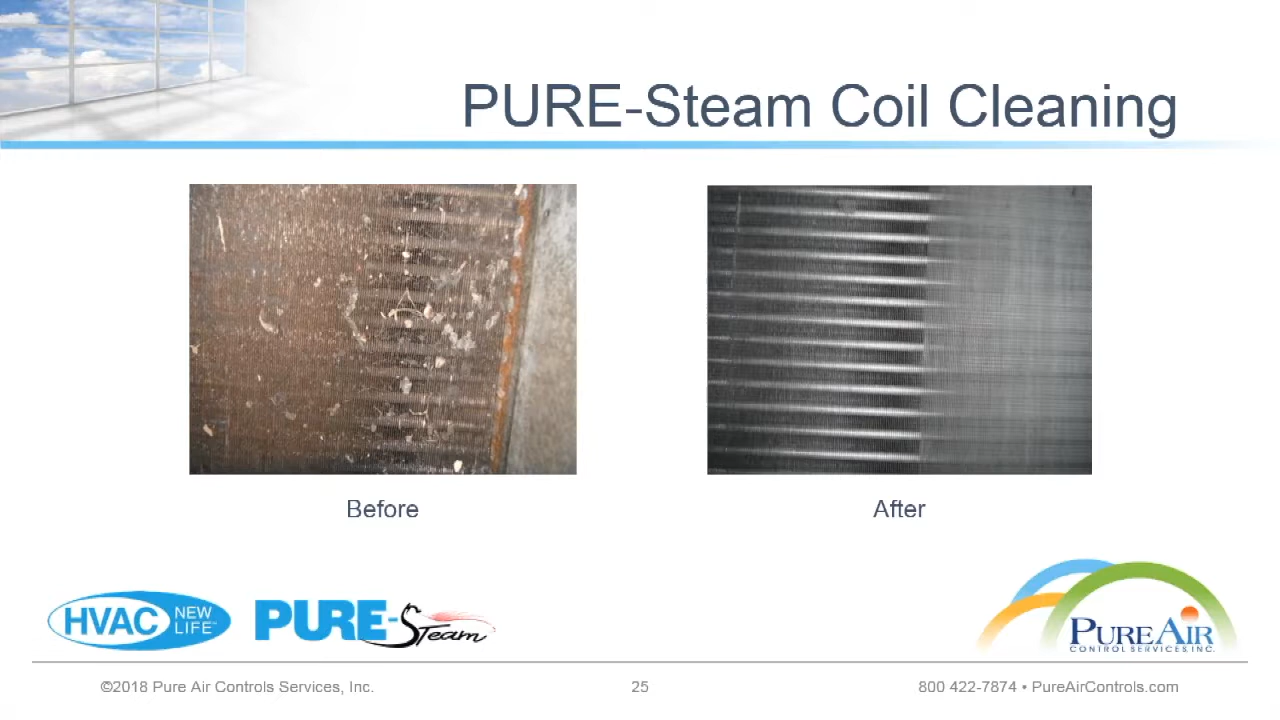 PURE-Steam Coil Cleaning
Before
After
HVAC NEW LIFE™
PURE-Steam
PUREAIR
CONTROL SERVICES, INC.
©2018 Pure Air Controls Services, Inc.
25
800 422-7874 • PureAirControls.com